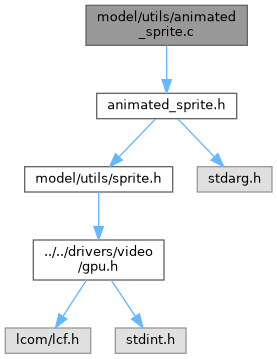 model/utils/animated
_sprite.c
animated_sprite.h
model/utils/sprite.h
stdarg.h
../../drivers/video
/gpu.h
lcom/lcf.h
stdint.h